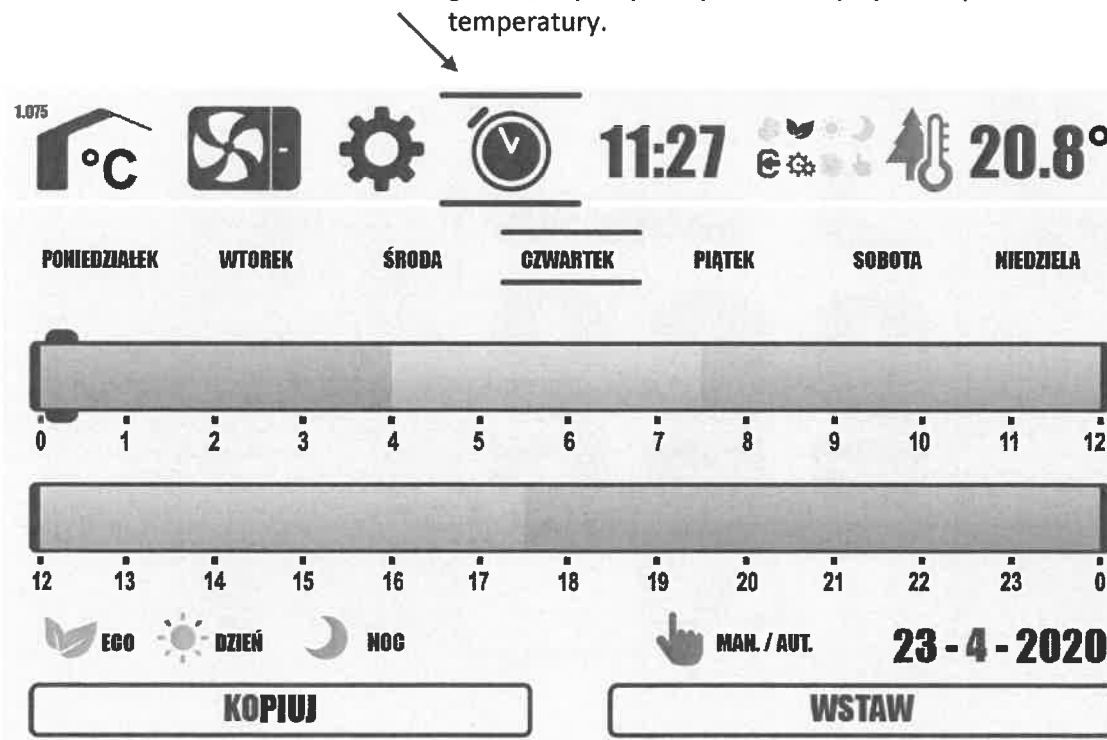 temperatury.
1.075
°C
11:27
20.8°
PONIEDZIAŁEK WTOREK ŚRODA CZWARTEK PIĄTEK SOBOTA NIEDZIELA
0 1 2 3 4 5 6 7 8 9 10 11 12
12 13 14 15 16 17 18 19 20 21 22 23 0
ECO DZIEŃ NOC MAN. / AUT. 23 - 4 - 2020
KOPIUJ WSTAW